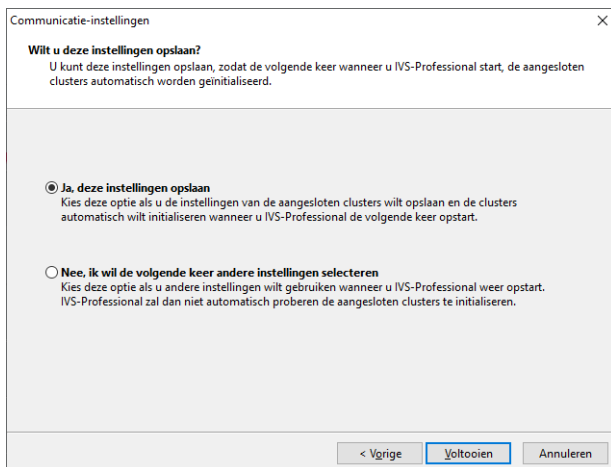 Communicatie-instellingen
Wilt u deze instellingen opslaan?
U kunt deze instellingen opslaan, zodat de volgende keer wanneer u IVS-Professional start, de aangesloten
clusters automatisch worden geïnitialiseerd.
Ja, deze instellingen opslaan
Kies deze optie als u de instellingen van de aangesloten clusters wilt opslaan en de clusters
automatisch wilt initialiseren wanneer u IVS-Professional de volgende keer opstart.
Nee, ik wil de volgende keer andere instellingen selecteren
Kies deze optie als u andere instellingen wilt gebruiken wanneer u IVS-Professional weer opstart.
IVS-Professional zal dan niet automatisch proberen de aangesloten clusters te initialiseren.
< Vorige Voltooien Annuleren